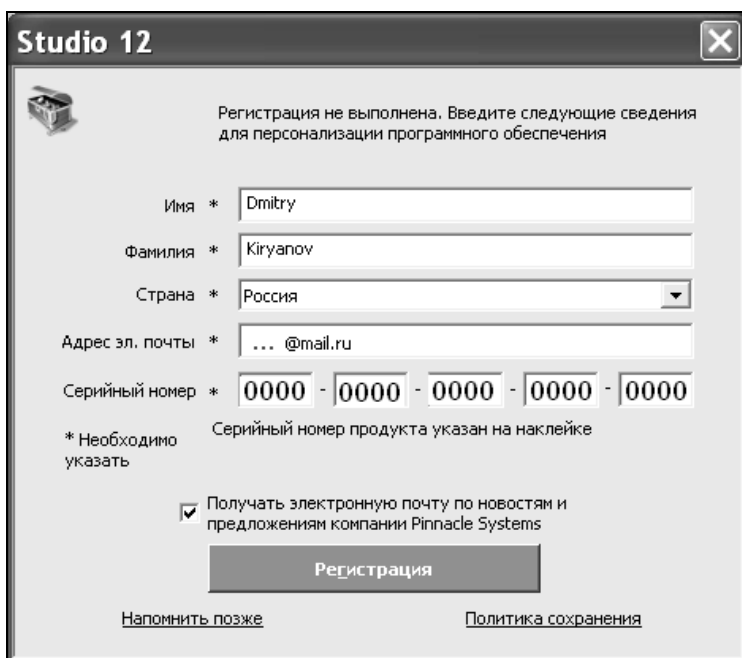 Studio 12
Регистрация не выполнена. Введите следующие сведения
для персонализации программного обеспечения
Имя * Dmitry
Фамилия * Kiryanov
Страна * Россия
Адрес эл. почты * ... @mail.ru
Серийный номер * 0000 - 0000 - 0000 - 0000 - 0000
Серийный номер продукта указан на наклейке
* Необходимо
указать
Получать электронную почту по новостям и
предложениям компании Pinnacle Systems
Регистрация
Напомнить позже Политика сохранения